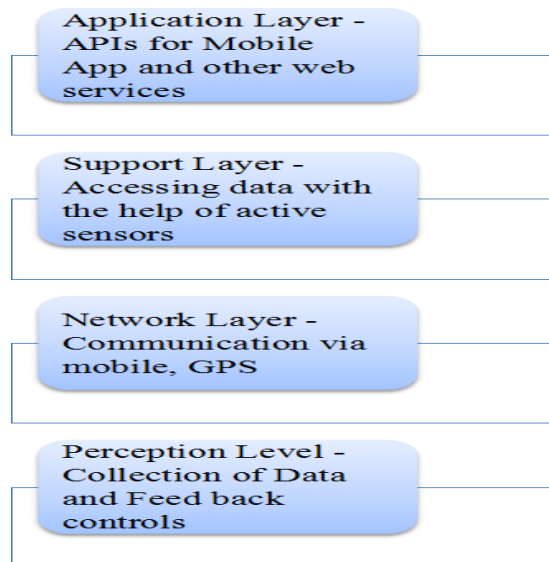 Application Layer -
APIs for Mobile
App and other web
services
Support Layer -
Accessing data with
the help of active
sensors
Network Layer -
Communication via
mobile, GPS
Perception Level -
Collection of Data
and Feed back
controls